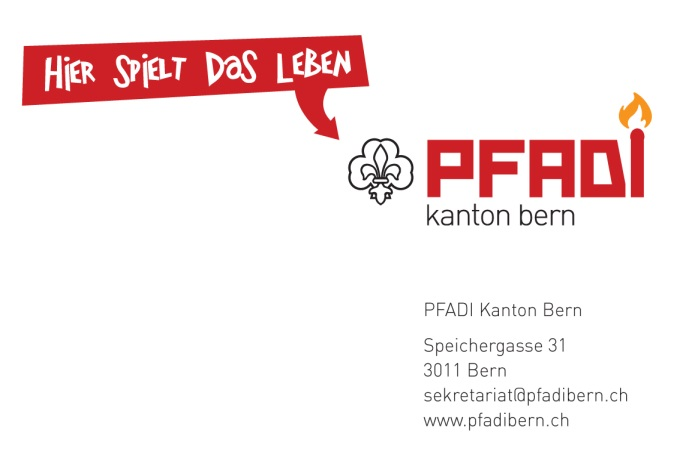 HIER SPIELT DAS LEBEN
PFADI
kanton bern
PFADI Kanton Bern
Speichergasse 31
3011 Bern
sekretariat@pfadibern.ch
www.pfadibern.ch